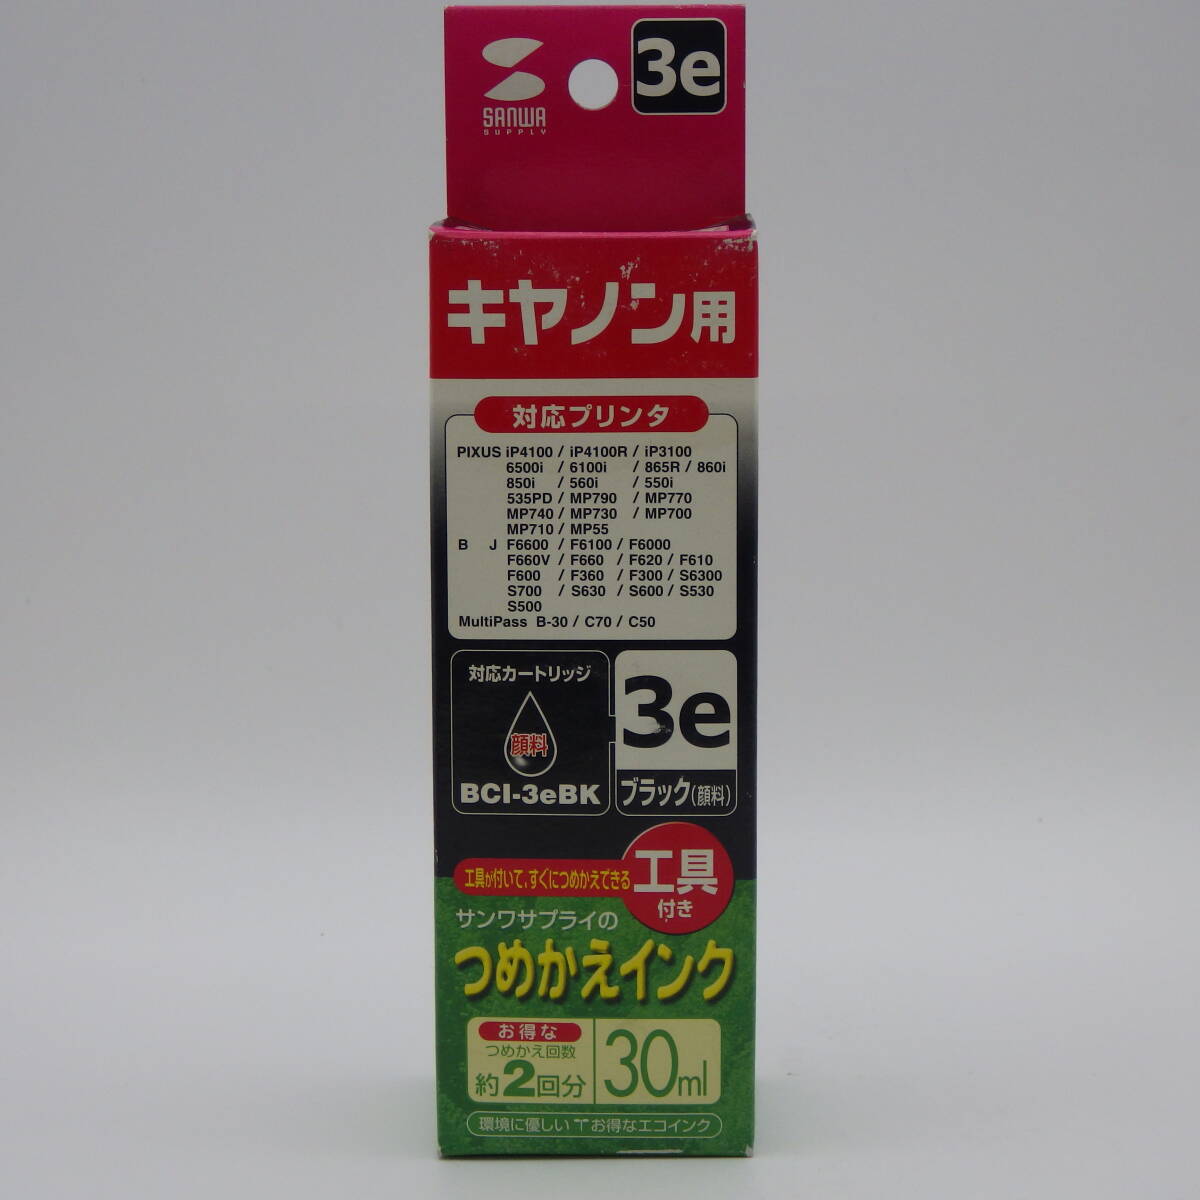 SANWA
SUPPLY
3e
キヤノン用
対応プリンタ
PIXUS iP4100 / iP4100R / iP3100
6500i / 6100i / 865R / 860i
850i / 560i / 550i
535PD / MP790 / MP770
MP740 / MP730 / MP700
MP710 / MP55
B J F6600 / F6100 / F6000
F660V / F660 / F620 / F610
F600 / F360 / F300 / S6300
S700 / S630 / S600 / S530
S500
MultiPass B-30 / C70 / C50
対応カートリッジ
顔料
BCI-3eBK
3e
ブラック(顔料)
工具が付いて、すぐにつめかえできる
工具
付き
サンワサプライの
つめかえインク
お得な
つめかえ回数
約2回分
30ml
環境に優しい お得なエコインク